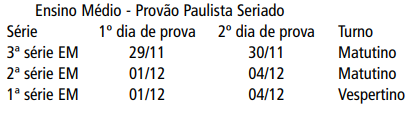 Ensino Médio - Provão Paulista Seriado
Série 1º dia de prova 2º dia de prova Turno
3ª série EM 29/11 30/11 Matutino
2ª série EM 01/12 04/12 Matutino
1ª série EM 01/12 04/12 Vespertino